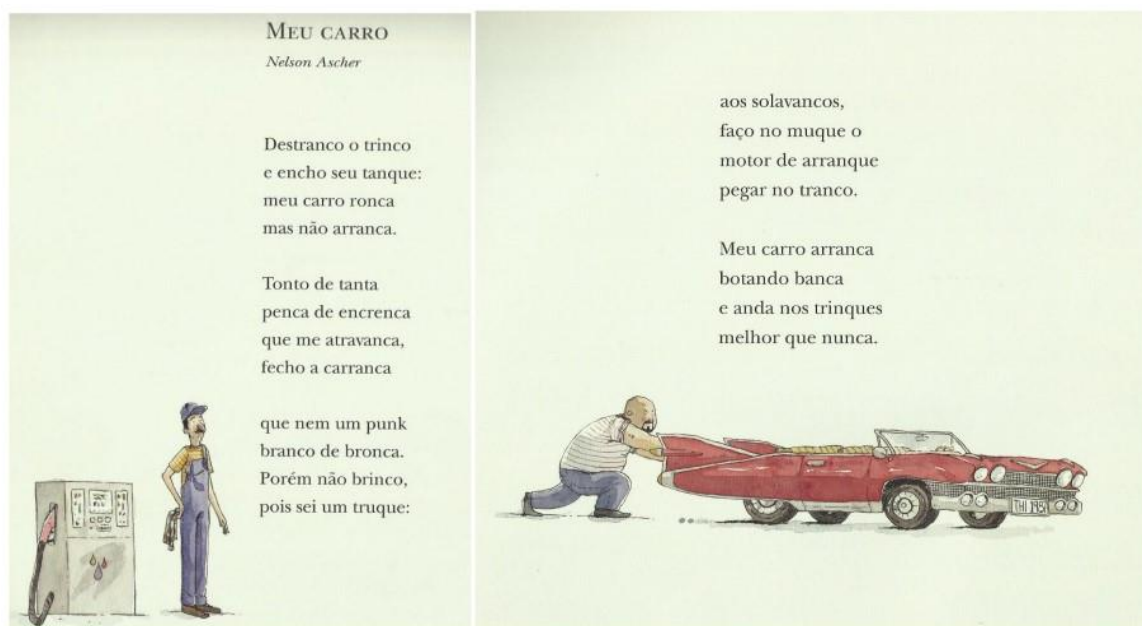 MEU CARRO
Nelson Ascher
Destranco o trinco
e encho seu tanque:
meu carro ronca
mas não arranca.
Tonto de tanta
penca de encrenca
que me atravanca,
fecho a carranca
que nem um punk
branco de bronca.
Porém não brinco,
pois sei um truque:
aos solavancos,
faço no muque o
motor de arranque
pegar no tranco.
Meu carro arranca
botando banca
e anda nos trinques
melhor que nunca.